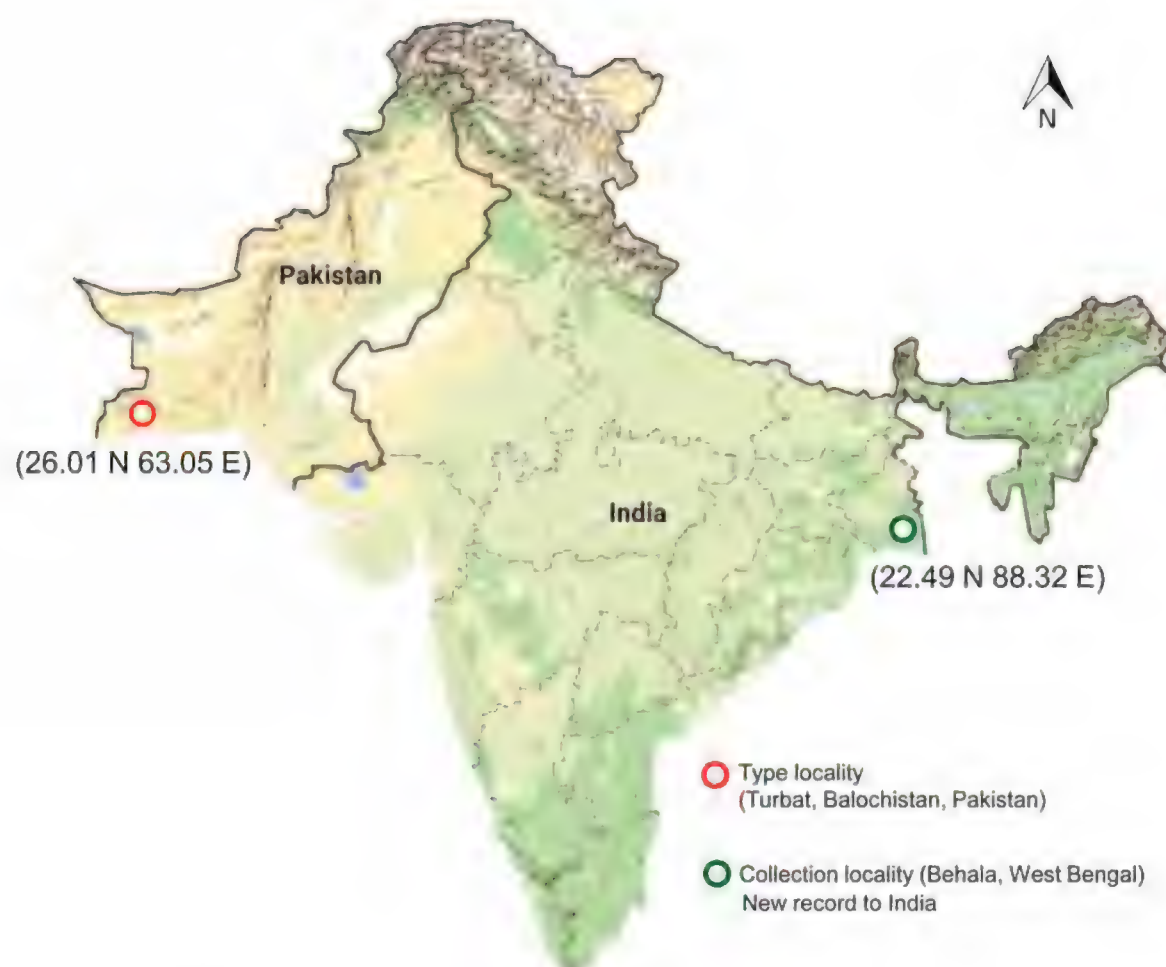 N
Pakistan
(26.01 N 63.05 E)
India
(22.49 N 88.32 E)
Type locality
(Turbat, Balochistan, Pakistan)
Collection locality (Behala, West Bengal)
New record to India